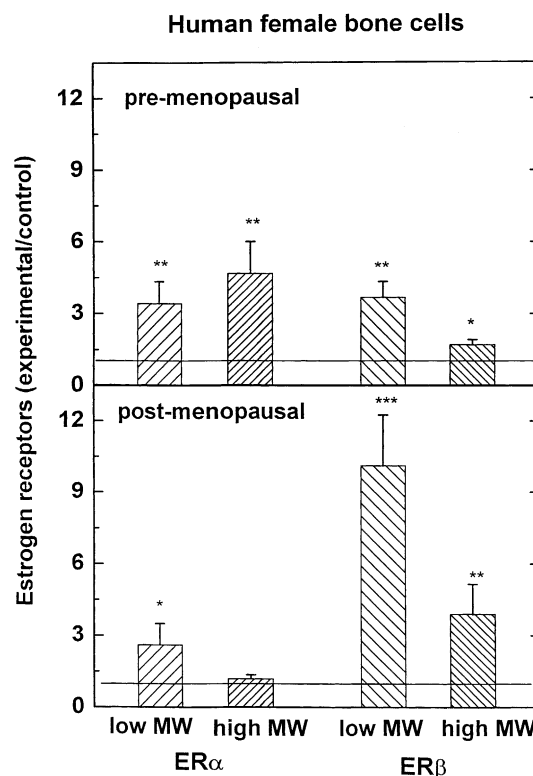 Human female bone cells
Estrogen receptors (experimental/control)
12
pre-menopausal
9
6
**
**
**
*
3
0
12
post-menopausal
***
9
6
**
*
3
0
low MW high MW low MW high MW
ERα ERβ